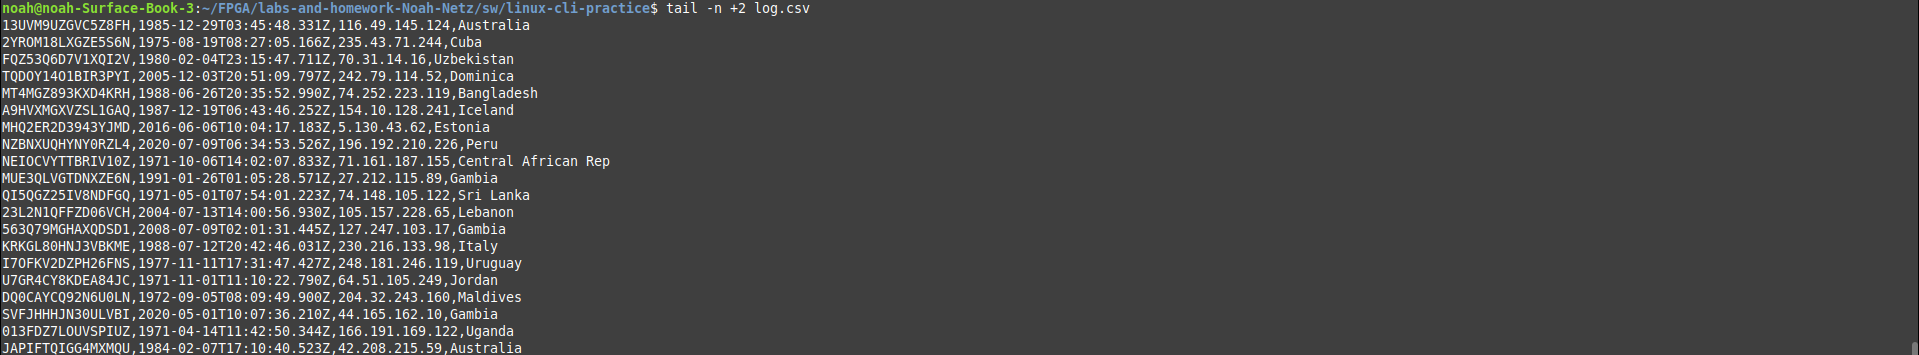 noah@noah-Surface-Book-3:~/FPGA/labs-and-homework-Noah-Netz/sw/linux-cli-practice$ tail -n +2 log.csv
13UVM9UZGVC5Z8FH,1985-12-29T03:45:48.331Z,116.49.145.124,Australia
2YROM18LXGZE5S6N,1975-08-19T08:27:05.166Z,235.43.71.244,Cuba
FQZ53Q6D7V1XQI2V,1980-02-04T23:15:47.711Z,70.31.14.16,Uzbekistan
TQDOY14O1BIR3PYI,2005-12-03T20:51:09.797Z,242.79.114.52,Dominica
MT4MGZ893KXD4KRH,1988-06-26T20:35:52.990Z,74.252.223.119,Bangladesh
A9HVXMGXVZSL1GAQ,1987-12-19T06:43:46.252Z,154.10.128.241,Iceland
MHQ2ER2D3943YJMD,2016-06-06T10:04:17.183Z,5.130.43.62,Estonia
NZBNXUQHYNY0RZL4,2020-07-09T06:34:53.526Z,196.192.210.226,Peru
NEIOCVYTTBRIV10Z,1971-10-06T14:02:07.833Z,71.161.187.155,Central African Rep
MUE3QLVGTDNXZE6N,1991-01-26T01:05:28.571Z,27.212.115.89,Gambia
QI5QGZ25IV8NDFGQ,1971-05-01T07:54:01.223Z,74.148.105.122,Sri Lanka
23L2N1QFFZD06VCH,2004-07-13T14:00:56.930Z,105.157.228.65,Lebanon
563Q79MGHAXQDSD1,2008-07-09T02:01:31.445Z,127.247.103.17,Gambia
KRKGL80HNJ3VBKME,1988-07-12T20:42:46.031Z,230.216.133.98,Italy
I7OFKV2DZPH26FNS,1977-11-11T17:31:47.427Z,248.181.246.119,Uruguay
U7GR4CY8KDEA84JC,1971-11-01T11:10:22.790Z,64.51.105.249,Jordan
DQ0CAYCQ92N6U0LN,1972-09-05T08:09:49.900Z,204.32.243.160,Maldives
SVFJHHHJN30ULVBI,2020-05-01T10:07:36.210Z,44.165.162.10,Gambia
013FDZ7LOUVSPIUZ,1971-04-14T11:42:50.344Z,166.191.169.122,Uganda
JAPIFTQIGG4MXMQU,1984-02-07T17:10:40.523Z,42.208.215.59,Australia